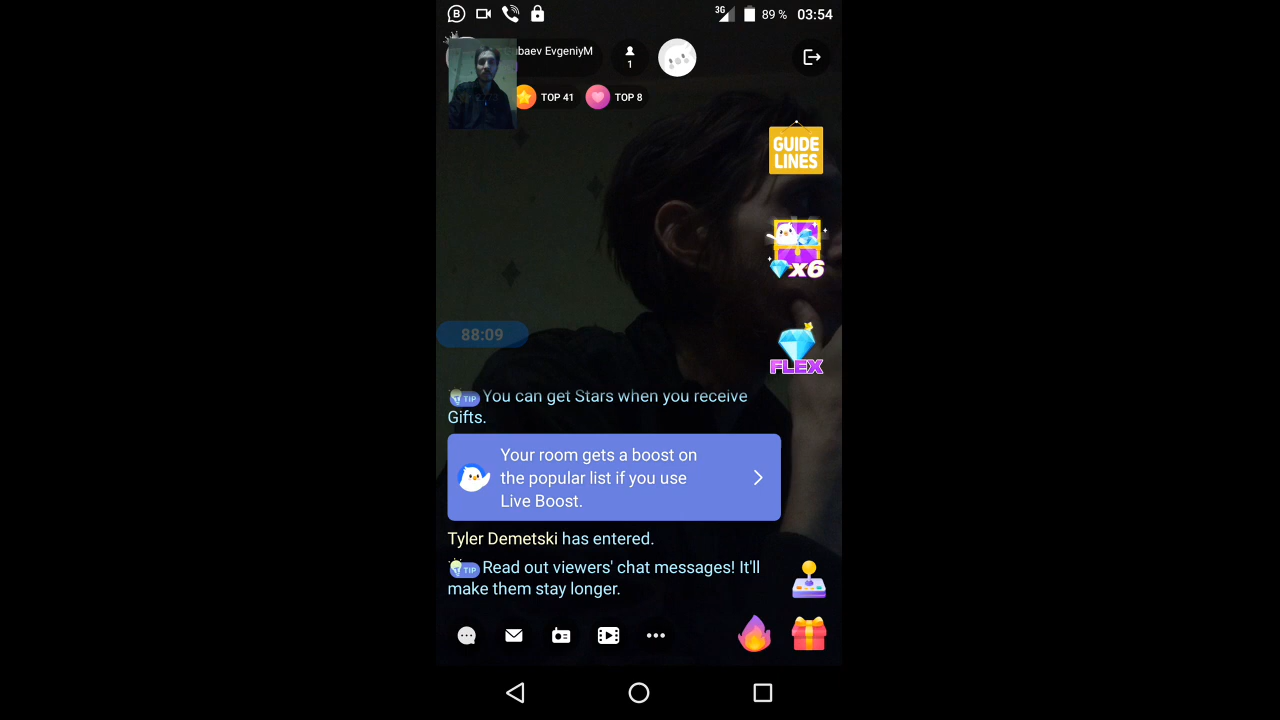 3G
89 %
03:54
ubaev EvgeniyM
1
TOP 41
TOP 8
GUIDE
LINES
x6
88:09
FLEX
TIP You can get Stars when you receive
Gifts.
Your room gets a boost on
the popular list if you use
Live Boost.
Tyler Demetski has entered.
TIP Read out viewers' chat messages! It'll
make them stay longer.